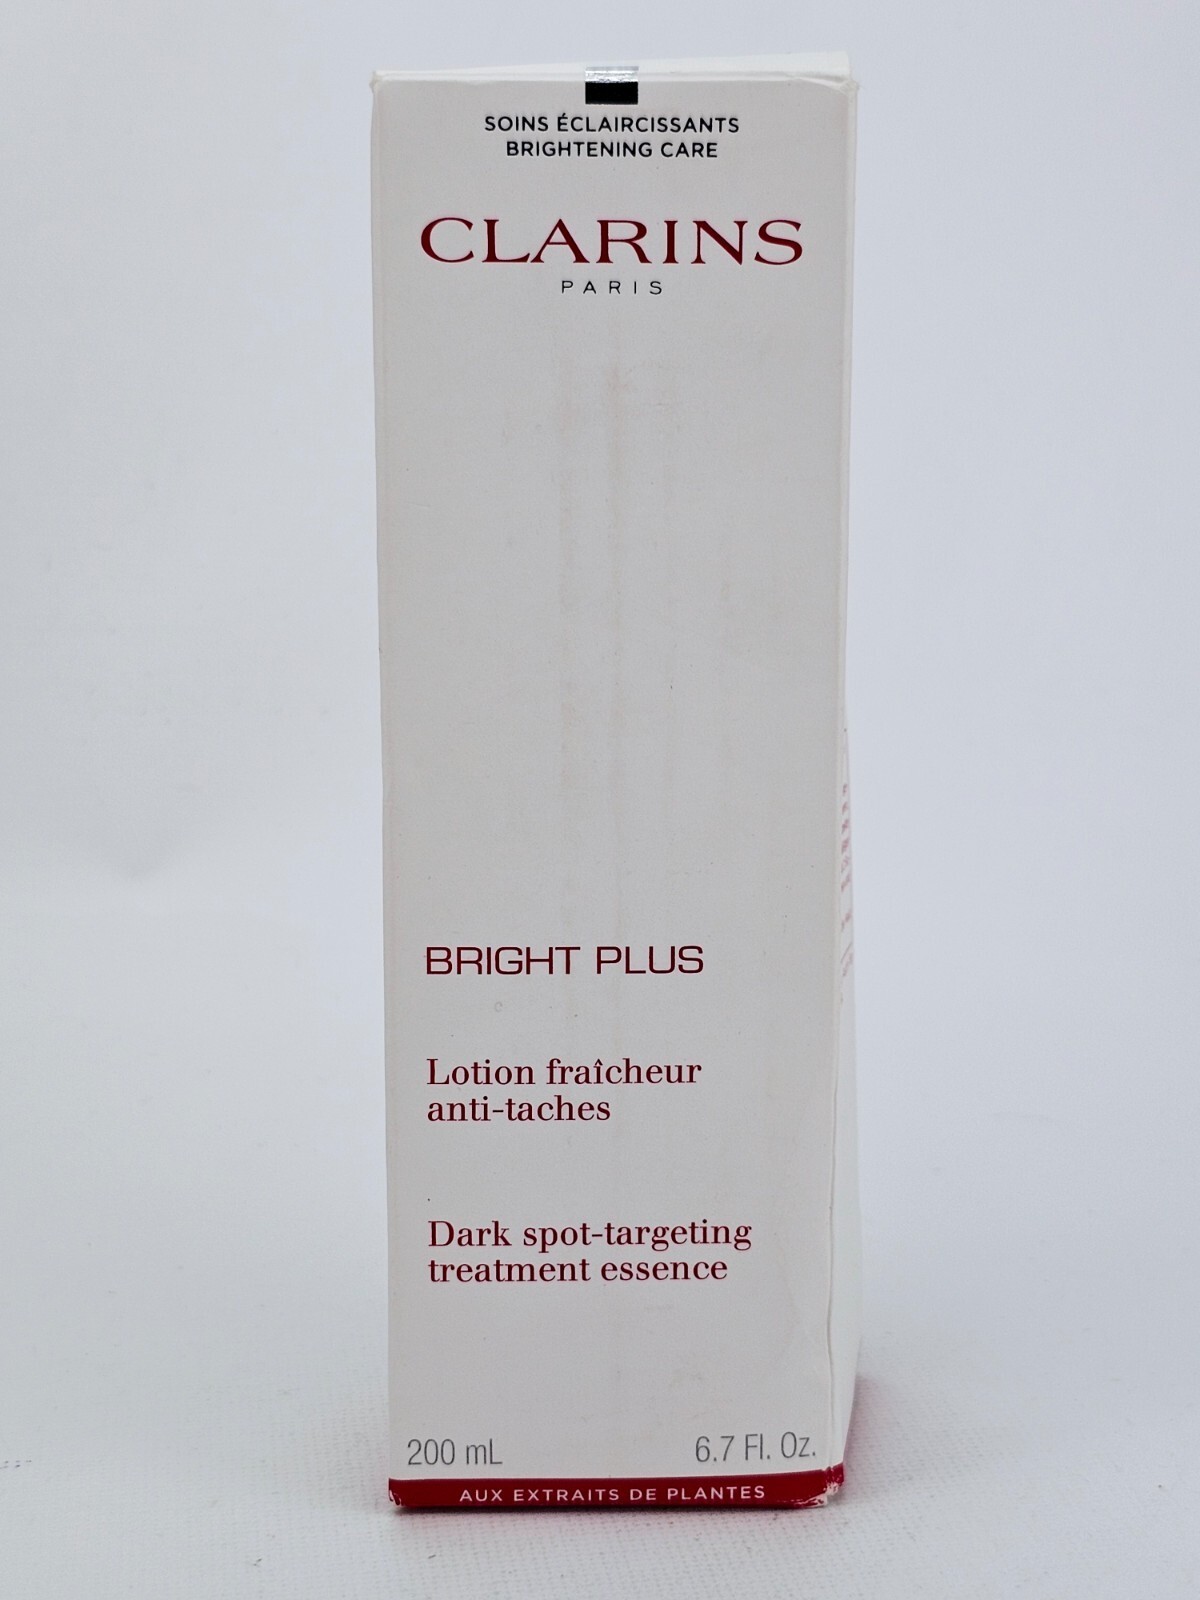 SOINS ÉCLAIRCISSANTS
BRIGHTENING CARE
CLARINS
PARIS
BRIGHT PLUS
Lotion fraîcheur
anti-taches
Dark spot-targeting
treatment essence
200 mL 6.7 Fl. Oz.
AUX EXTRAITS DE PLANTES